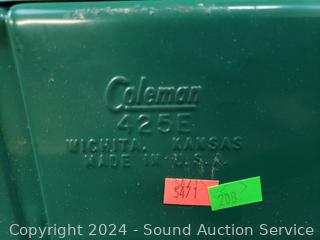 Coleman
425E
WICHITA, KANSAS
MADE IN U.S.A.
5471
208
Copyright 2024 - Sound Auction Service